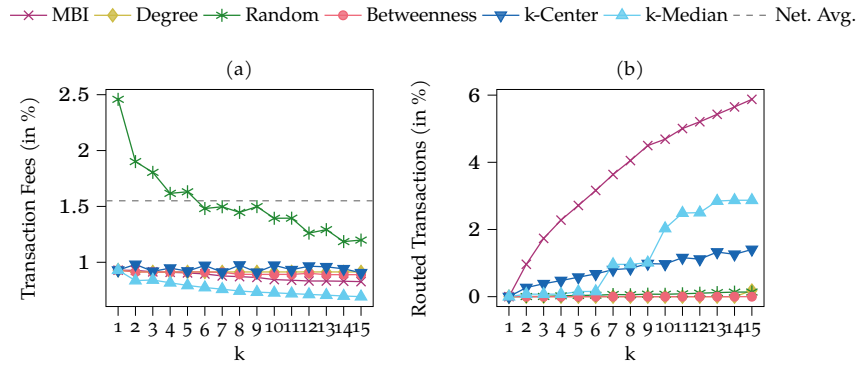 MBI Degree Random Betweenness k-Center k-Median Net. Avg.
(a)
Transaction Fees (in %)
2.5
2
1.5
1
1 2 3 4 5 6 7 8 9 10 11 12 13 14 15
k
(b)
Routed Transactions (in %)
6
4
2
0
1 2 3 4 5 6 7 8 9 10 11 12 13 14 15
k